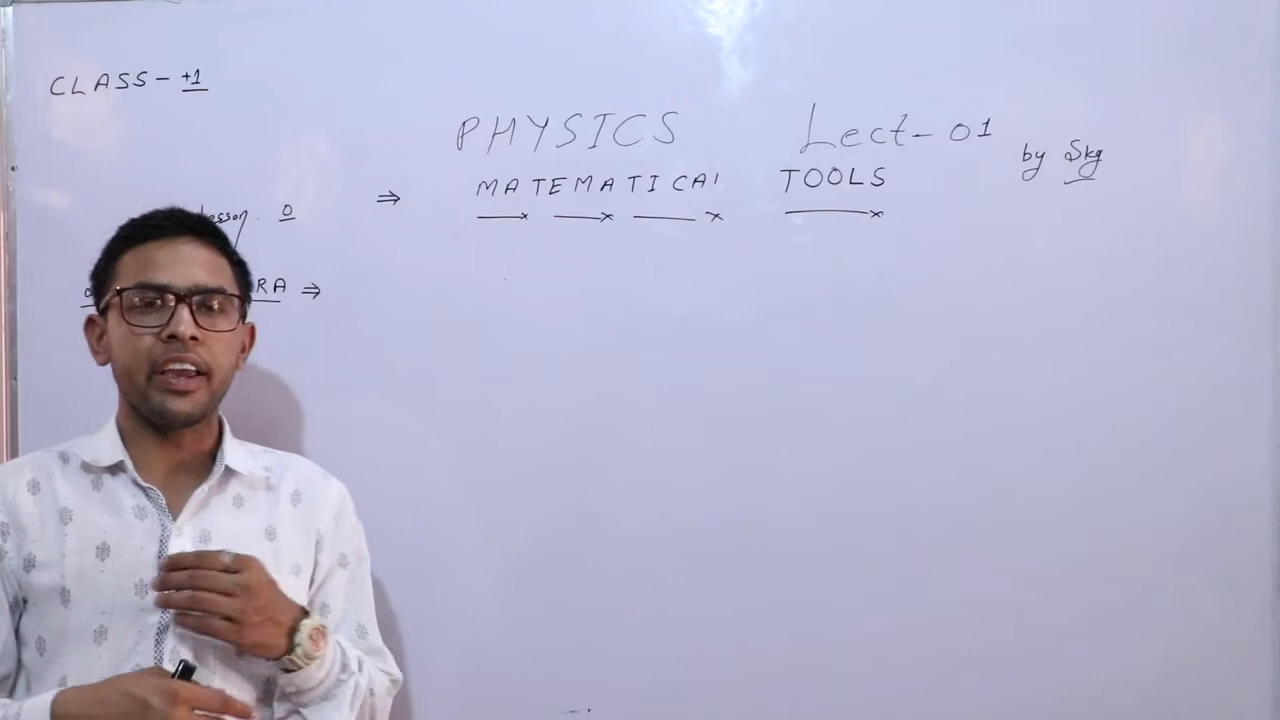 CLASS - +1
PHYSICS Lect - 01
by Skg
⇒ MATEMATICAL TOOLS
Lesson. 0
RA ⇒